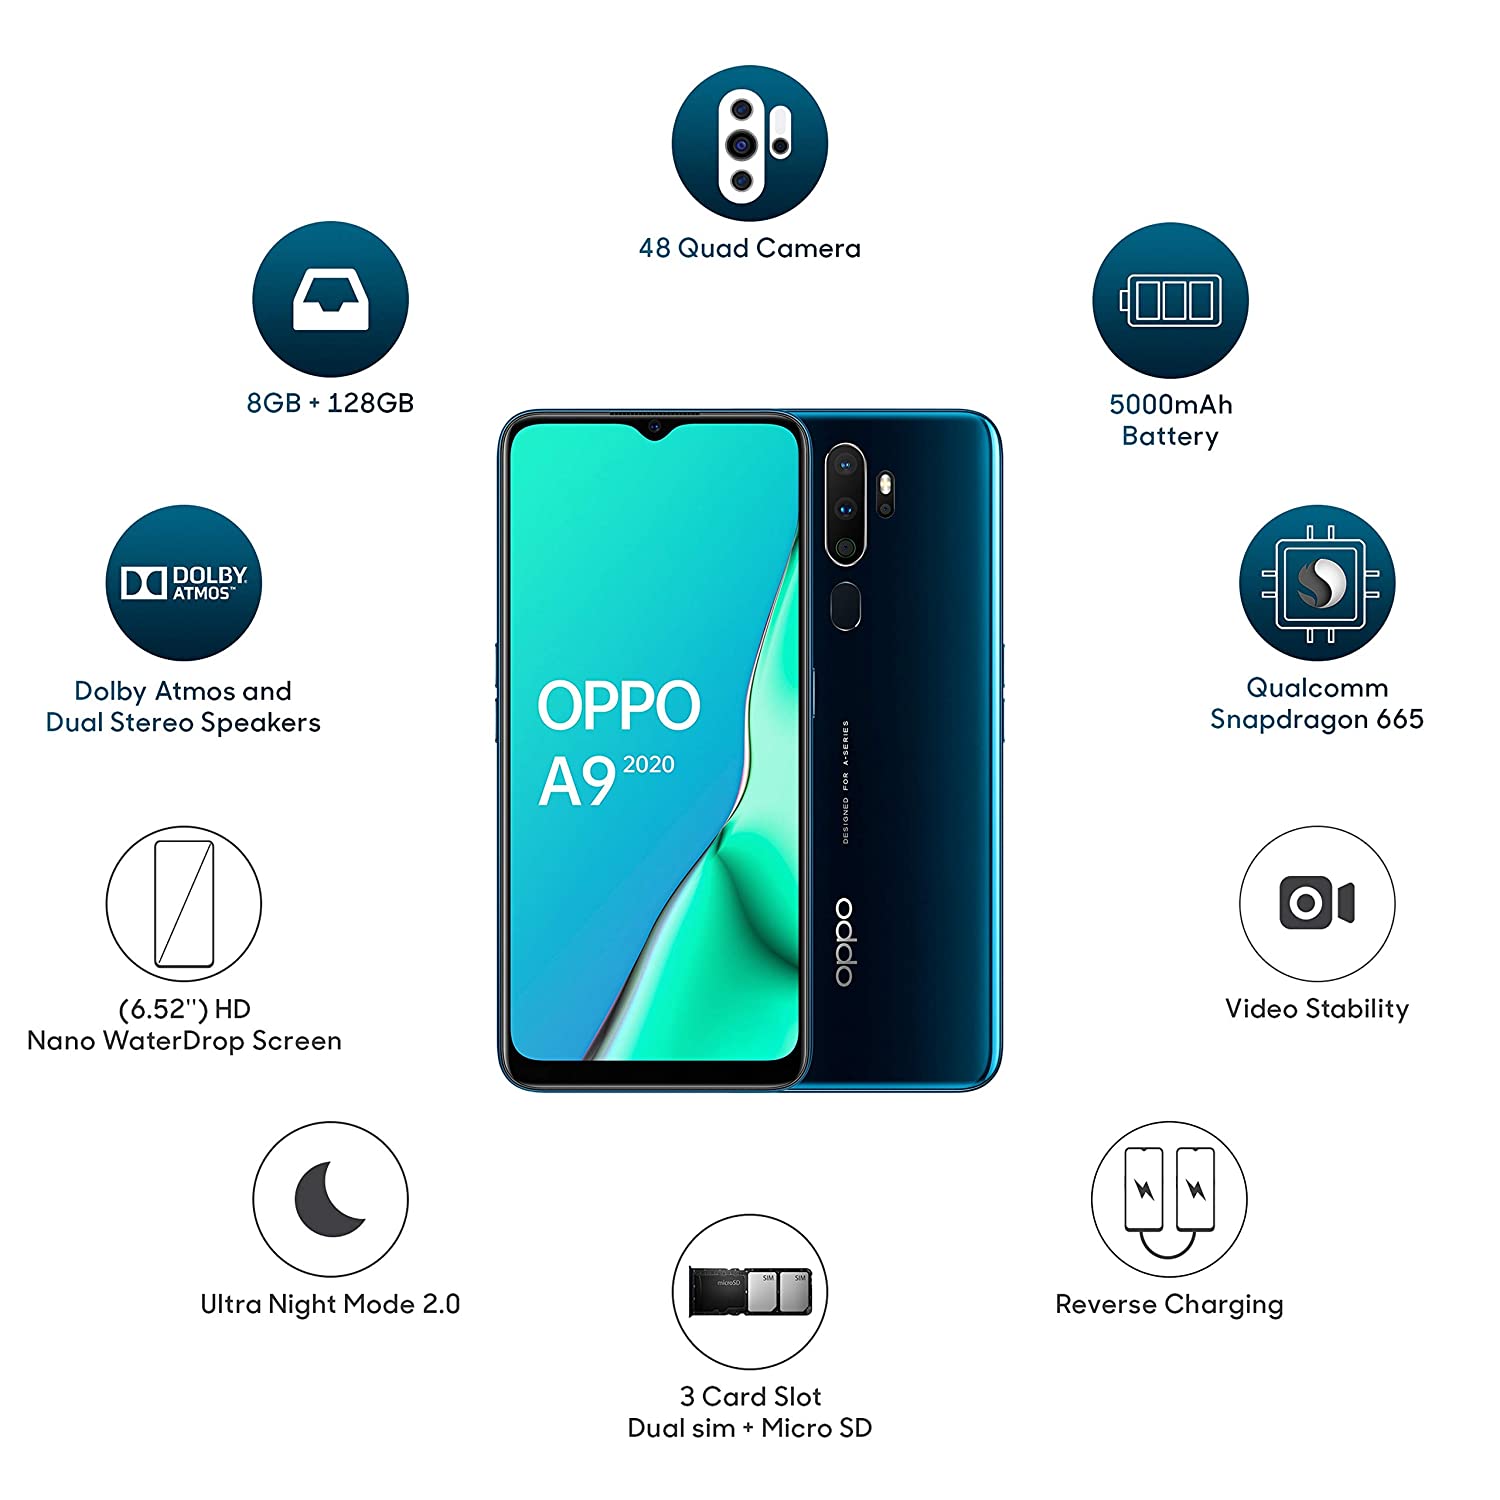 48 Quad Camera
8GB + 128GB
5000mAh
Battery
DOLBY
ATMOS™
Dolby Atmos and
Dual Stereo Speakers
Qualcomm
Snapdragon 665
OPPO
A9 2020
DESIGNED FOR A-SERIES
oppo
(6.52'') HD
Nano WaterDrop Screen
Video Stability
Ultra Night Mode 2.0
microSD
SIM
SIM
3 Card Slot
Dual sim + Micro SD
Reverse Charging